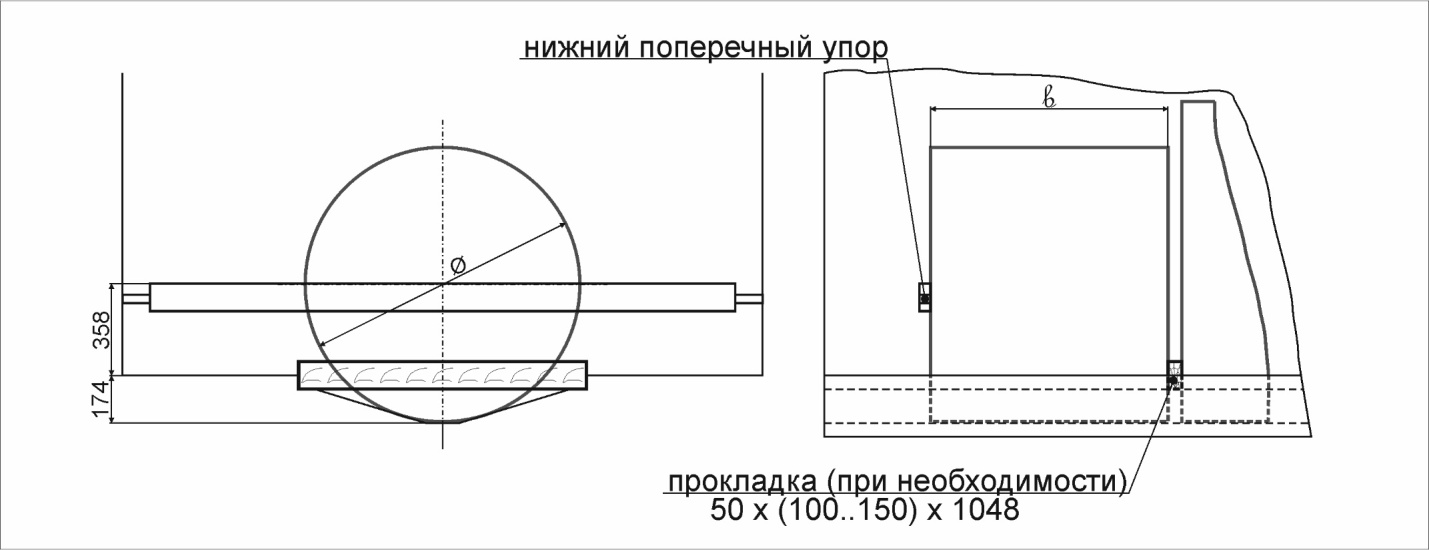 нижний поперечный упор
в
Ø
358
174
прокладка (при необходимости)
50 х (100..150) х 1048